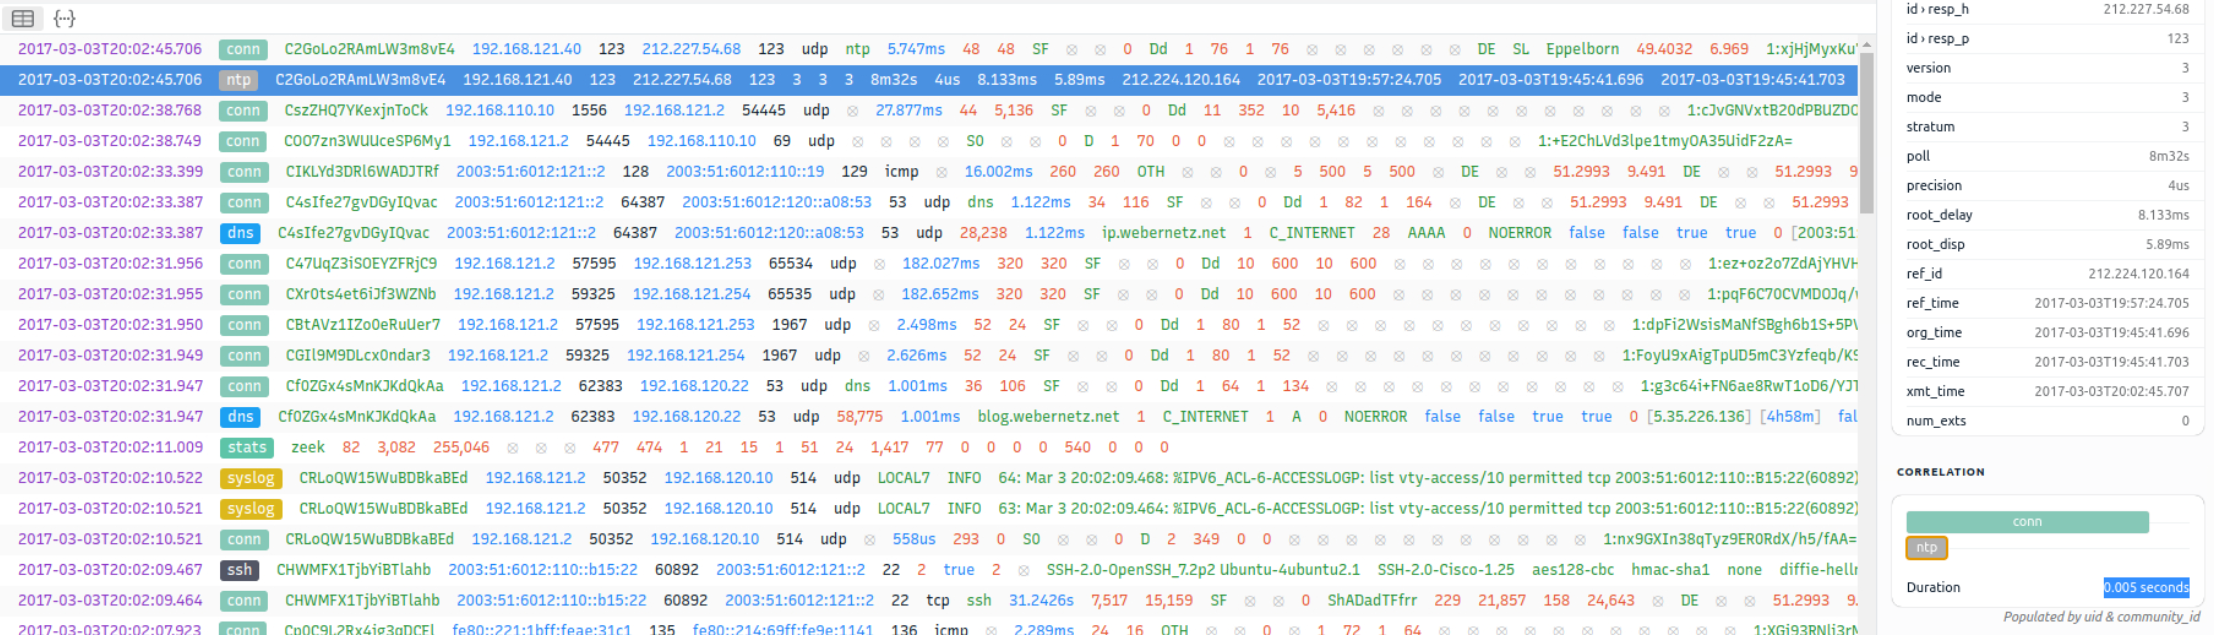 2017-03-03T20:02:45.706 conn C2GoLo2RAmLW3m8vE4 192.168.121.40 123 212.227.54.68 123 udp ntp 5.747ms 48 48 SF ⊗ ⊗ 0 Dd 1 76 1 76 ⊗ ⊗ ⊗ ⊗ ⊗ ⊗ DE SL Eppelborn 49.4032 6.969 1:xjHjMyxKu
2017-03-03T20:02:45.706 ntp C2GoLo2RAmLW3m8vE4 192.168.121.40 123 212.227.54.68 123 3 3 3 8m32s 4us 8.133ms 5.89ms 212.224.120.164 2017-03-03T19:57:24.705 2017-03-03T19:45:41.696 2017-03-03T19:45:41.703
2017-03-03T20:02:38.768 conn CszZHQ7YKexjnToCk 192.168.110.10 1556 192.168.121.2 54445 udp ⊗ 27.877ms 44 5,136 SF ⊗ ⊗ 0 Dd 11 352 10 5,416 ⊗ ⊗ ⊗ ⊗ ⊗ ⊗ ⊗ ⊗ ⊗ ⊗ ⊗ 1:cJvGNVxtB20dPBUZDC
2017-03-03T20:02:38.749 conn COO7zn3WUUceSP6My1 192.168.121.2 54445 192.168.110.10 69 udp ⊗ ⊗ ⊗ ⊗ S0 ⊗ ⊗ 0 D 1 70 0 0 ⊗ ⊗ ⊗ ⊗ ⊗ ⊗ ⊗ ⊗ ⊗ ⊗ ⊗ 1:+E2ChLVd3lpe1tmyOA35UidF2zA=
2017-03-03T20:02:33.399 conn CIKLYd3DRl6WADJTRf 2003:51:6012:121::2 128 2003:51:6012:110::19 129 icmp ⊗ 16.002ms 260 260 OTH ⊗ ⊗ 0 ⊗ 5 500 5 500 ⊗ DE ⊗ ⊗ 51.2993 9.491 DE ⊗ ⊗ 51.2993 9
2017-03-03T20:02:33.387 conn C4sIfe27gvDGyIQvac 2003:51:6012:121::2 64387 2003:51:6012:120::a08:53 53 udp dns 1.122ms 34 116 SF ⊗ ⊗ 0 Dd 1 82 1 164 ⊗ DE ⊗ ⊗ 51.2993 9.491 DE ⊗ ⊗ 51.2993
2017-03-03T20:02:33.387 dns C4sIfe27gvDGyIQvac 2003:51:6012:121::2 64387 2003:51:6012:120::a08:53 53 udp 28,238 1.122ms ip.webernetz.net 1 C_INTERNET 28 AAAA 0 NOERROR false false true true 0 [2003:51:
2017-03-03T20:02:31.956 conn C47UqZ3iSOEYZFRjC9 192.168.121.2 57595 192.168.121.253 65534 udp ⊗ 182.027ms 320 320 SF ⊗ ⊗ 0 Dd 10 600 10 600 ⊗ ⊗ ⊗ ⊗ ⊗ ⊗ ⊗ ⊗ ⊗ ⊗ ⊗ 1:ez+oz2o7ZdAjYHVH
2017-03-03T20:02:31.955 conn CXr0ts4et6iJf3WZNb 192.168.121.2 59325 192.168.121.254 65535 udp ⊗ 182.652ms 320 320 SF ⊗ ⊗ 0 Dd 10 600 10 600 ⊗ ⊗ ⊗ ⊗ ⊗ ⊗ ⊗ ⊗ ⊗ ⊗ ⊗ 1:pqF6C70CVMDOJq/
2017-03-03T20:02:31.950 conn CBtAVz1IZo0eRuUer7 192.168.121.2 57595 192.168.121.253 1967 udp ⊗ 2.498ms 52 24 SF ⊗ ⊗ 0 Dd 1 80 1 52 ⊗ ⊗ ⊗ ⊗ ⊗ ⊗ ⊗ ⊗ ⊗ ⊗ ⊗ 1:dpFi2WsisMaNfSBgh6b1S+5PV
2017-03-03T20:02:31.949 conn CGIl9M9DLcx0ndar3 192.168.121.2 59325 192.168.121.254 1967 udp ⊗ 2.626ms 52 24 SF ⊗ ⊗ 0 Dd 1 80 1 52 ⊗ ⊗ ⊗ ⊗ ⊗ ⊗ ⊗ ⊗ ⊗ ⊗ ⊗ 1:FoyU9xAigTpUD5mC3Yzfeqb/K9
2017-03-03T20:02:31.947 conn Cf0ZGx4sMnKJKdQkAa 192.168.121.2 62383 192.168.120.22 53 udp dns 1.001ms 36 106 SF ⊗ ⊗ 0 Dd 1 64 1 134 ⊗ ⊗ ⊗ ⊗ ⊗ ⊗ ⊗ ⊗ ⊗ ⊗ ⊗ 1:g3c64i+FN6ae8RwT1oD6/YJT
2017-03-03T20:02:31.947 dns Cf0ZGx4sMnKJKdQkAa 192.168.121.2 62383 192.168.120.22 53 udp 58,775 1.001ms blog.webernetz.net 1 C_INTERNET 1 A 0 NOERROR false false true true 0 [5.35.226.136] [4h58m] fal
2017-03-03T20:02:11.009 stats zeek 82 3,082 255,046 ⊗ ⊗ ⊗ 477 474 1 21 15 1 51 24 1,417 77 0 0 0 0 540 0 0 0
2017-03-03T20:02:10.522 syslog CRLoQW15WuBDBkaBEd 192.168.121.2 50352 192.168.120.10 514 udp LOCAL7 INFO 64: Mar 3 20:02:09.468: %IPV6_ACL-6-ACCESSLOGP: list vty-access/10 permitted tcp 2003:51:6012:110::B15:22(60892)
2017-03-03T20:02:10.521 syslog CRLoQW15WuBDBkaBEd 192.168.121.2 50352 192.168.120.10 514 udp LOCAL7 INFO 63: Mar 3 20:02:09.464: %IPV6_ACL-6-ACCESSLOGP: list vty-access/10 permitted tcp 2003:51:6012:110::B15:22(60892)
2017-03-03T20:02:10.521 conn CRLoQW15WuBDBkaBEd 192.168.121.2 50352 192.168.120.10 514 udp ⊗ 558us 293 0 S0 ⊗ ⊗ 0 D 2 349 0 0 ⊗ ⊗ ⊗ ⊗ ⊗ ⊗ ⊗ ⊗ ⊗ ⊗ ⊗ 1:nx9GXIn38qTyz9ER0RdX/h5/fAA=
2017-03-03T20:02:09.467 ssh CHWMFX1TjbYiBTlahb 2003:51:6012:110::b15:22 60892 2003:51:6012:121::2 22 2 true 2 ⊗ SSH-2.0-OpenSSH_7.2p2 Ubuntu-4ubuntu2.1 SSH-2.0-Cisco-1.25 aes128-cbc hmac-sha1 none diffie-hellr
2017-03-03T20:02:09.464 conn CHWMFX1TjbYiBTlahb 2003:51:6012:110::b15:22 60892 2003:51:6012:121::2 22 tcp ssh 31.2426s 7,517 15,159 SF ⊗ ⊗ 0 ShADadTFfrr 229 21,857 158 24,643 ⊗ DE ⊗ ⊗ 51.2993 9.
2017-03-03T20:02:07.923 conn Cp0C9L2Rx4jg3qDCEl fe80::221:1bff:feae:31c1 135 fe80::214:69ff:fe9e:1141 136 icmp ⊗ 2.289ms 24 16 OTH ⊗ ⊗ 0 ⊗ 1 72 1 64 ⊗ ⊗ ⊗ ⊗ ⊗ ⊗ ⊗ ⊗ ⊗ ⊗ ⊗
id › resp_h 212.227.54.68
id › resp_p 123
version 3
mode 3
stratum 3
poll 8m32s
precision 4us
root_delay 8.133ms
root_disp 5.89ms
ref_id 212.224.120.164
ref_time 2017-03-03T19:57:24.705
org_time 2017-03-03T19:45:41.696
rec_time 2017-03-03T19:45:41.703
xmt_time 2017-03-03T20:02:45.707
num_exts 0
CORRELATION
conn
ntp
Duration 0.005 seconds
Populated by uid & community_id